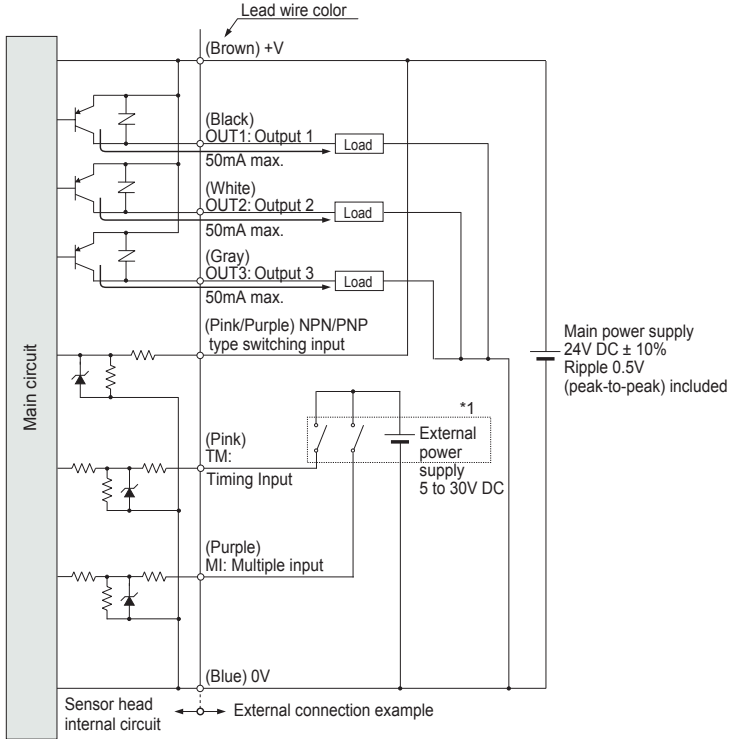 Lead wire color
(Brown) +V
(Black)
OUT1: Output 1
Load
50mA max.
(White)
OUT2: Output 2
Load
50mA max.
(Gray)
OUT3: Output 3
Load
50mA max.
(Pink/Purple) NPN/PNP
type switching input
Main power supply
24V DC ± 10%
Ripple 0.5V
(peak-to-peak) included
Main circuit
*1
External
power
supply
5 to 30V DC
(Pink)
TM:
Timing Input
(Purple)
MI: Multiple input
(Blue) 0V
Sensor head
internal circuit
External connection example